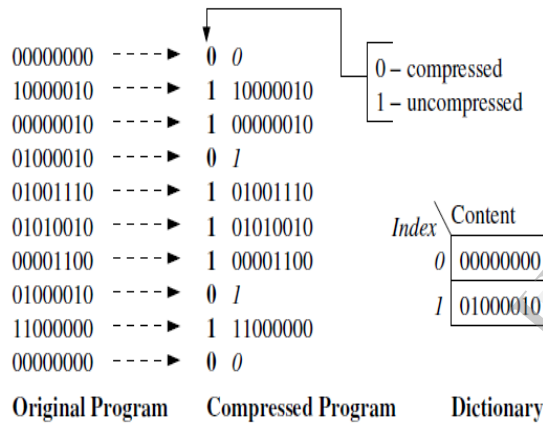 00000000 0 0
10000010 1 10000010
00000010 1 00000010
01000010 0 1
01001110 1 01001110
01010010 1 01010010
00001100 1 00001100
01000010 0 1
11000000 1 11000000
00000000 0 0
Original Program Compressed Program
0 – compressed
1 – uncompressed
Index Content
0 00000000
1 01000010
Dictionary